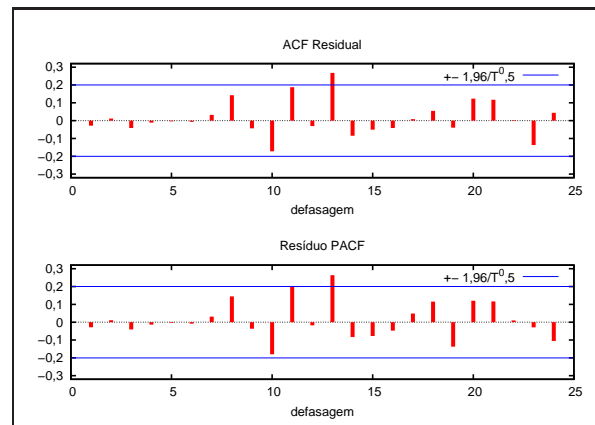 ACF Residual
+- 1,96/T^0,5
0,3
0,2
0,1
0
−0,1
−0,2
−0,3
0 5 10 15 20 25
defasagem
Resíduo PACF
+- 1,96/T^0,5
0,3
0,2
0,1
0
−0,1
−0,2
−0,3
0 5 10 15 20 25
defasagem